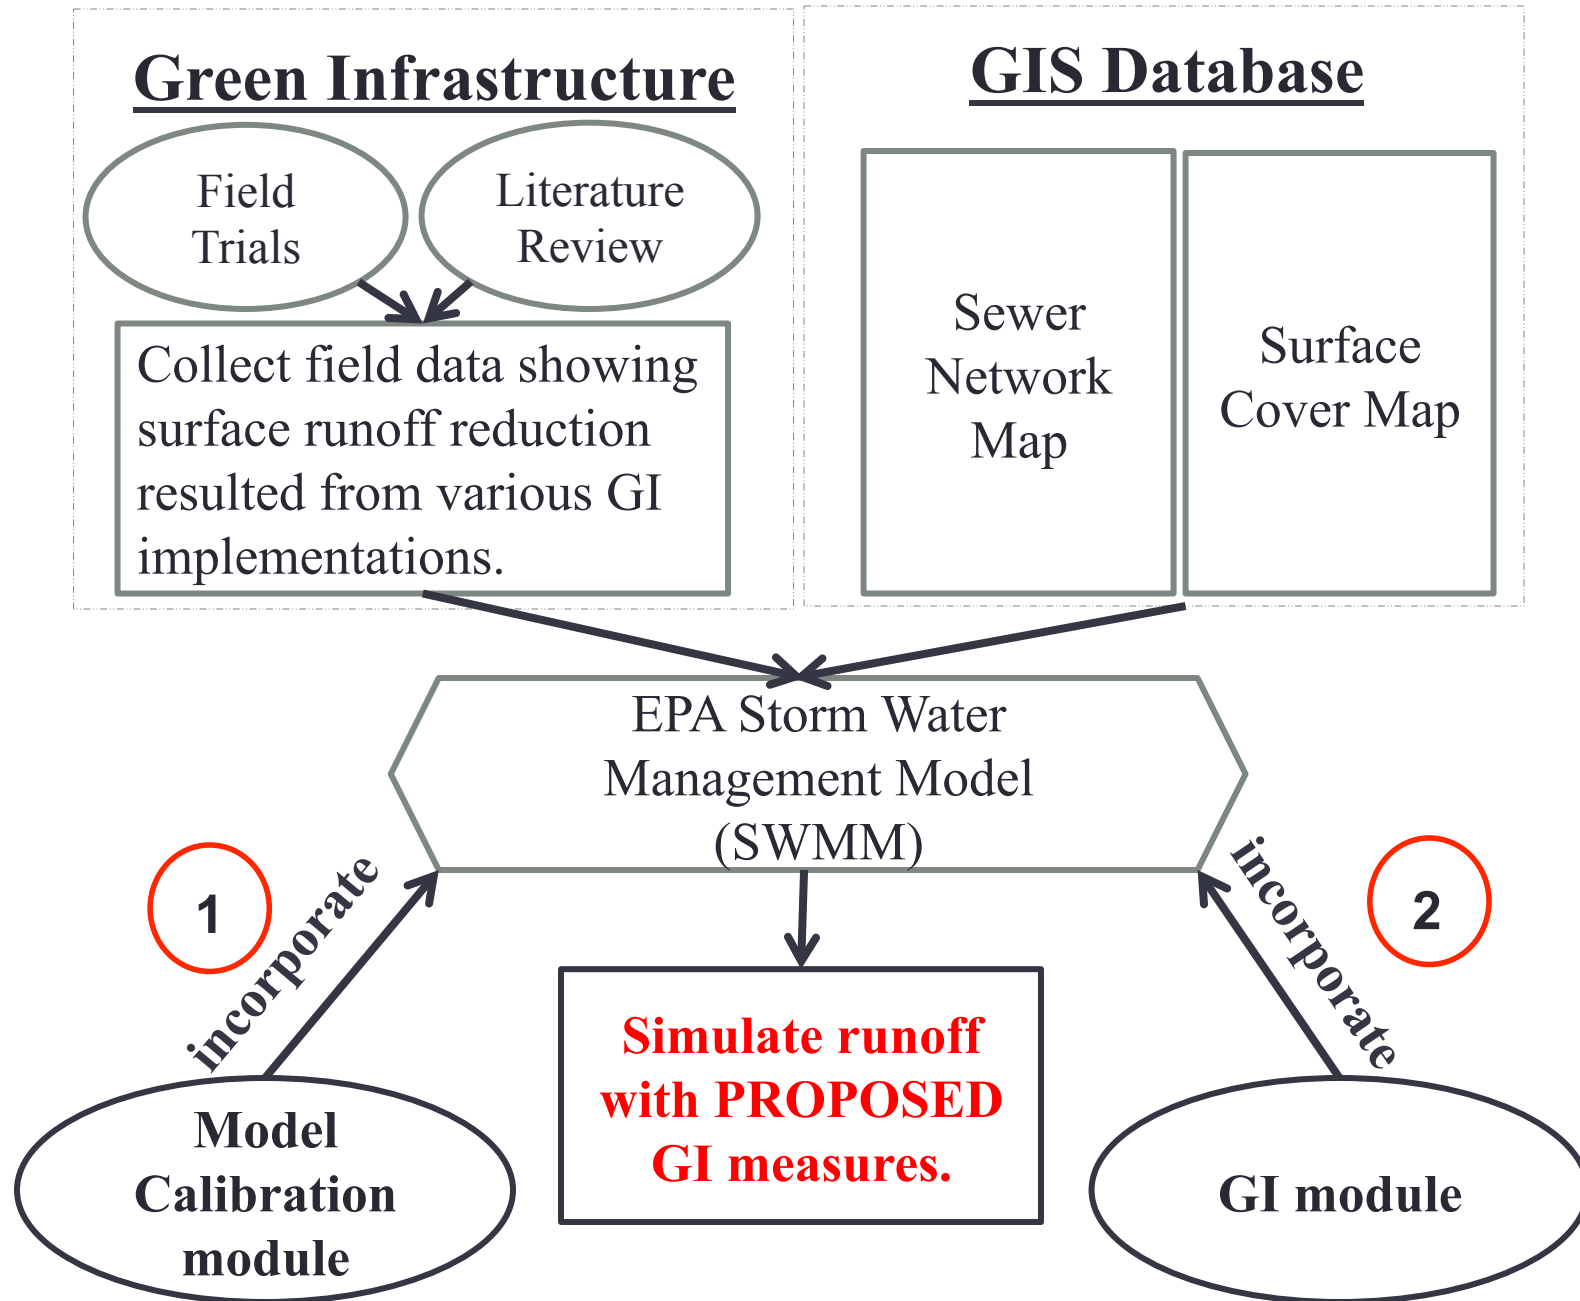 Green Infrastructure
Field
Trials
Literature
Review
Collect field data showing
surface runoff reduction
resulted from various GI
implementations.
GIS Database
Sewer
Network
Map
Surface
Cover Map
EPA Storm Water
Management Model
(SWMM)
1
incorporate
2
incorporate
Simulate runoff
with PROPOSED
GI measures.
Model
Calibration
module
GI module